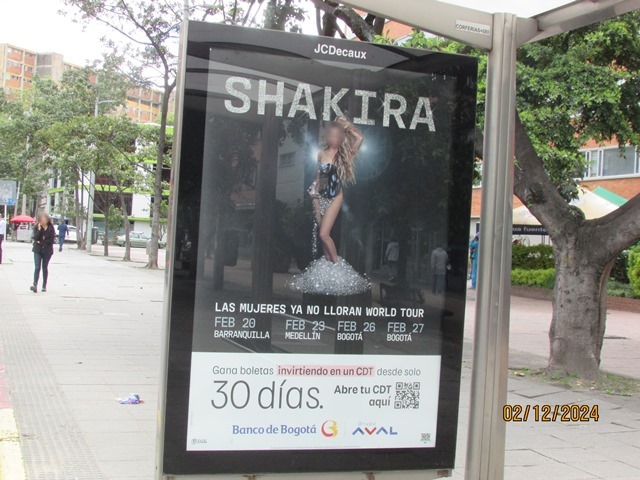 CORFERIAS
JCDecaux
SHAKIRA
LAS MUJERES YA NO LLORAN WORLD TOUR
FEB 20 FEB 23 FEB 26 FEB 27
BARRANQUILLA MEDELLÍN BOGOTÁ BOGOTÁ
Gana boletas invirtiendo en un CDT desde solo
30 días.
Abre tu CDT
aquí
Banco de Bogotá
AVAL
02/12/2024